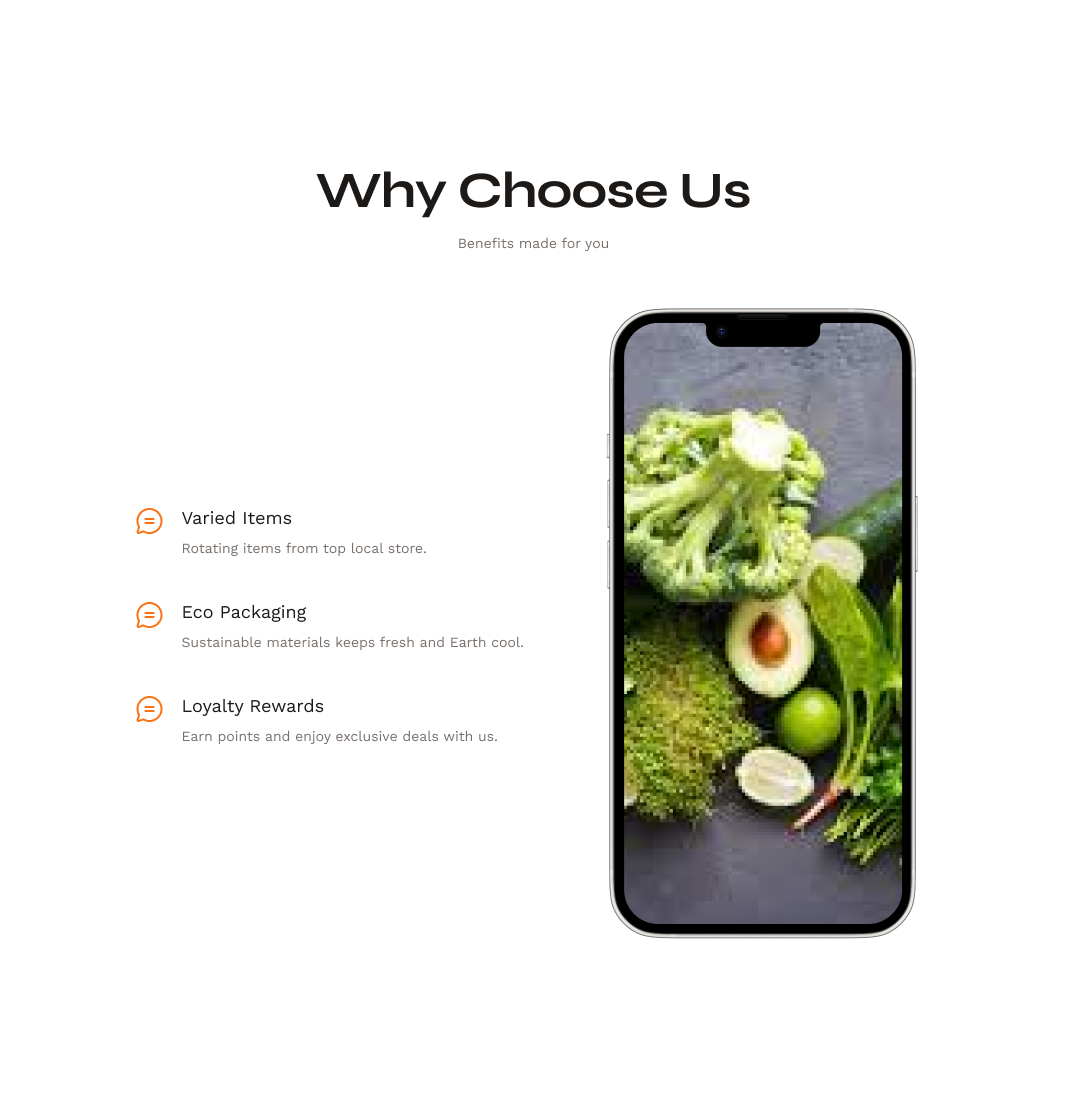 Why Choose Us
Benefits made for you
Varied Items
Rotating items from top local store.
Eco Packaging
Sustainable materials keeps fresh and Earth cool.
Loyalty Rewards
Earn points and enjoy exclusive deals with us.